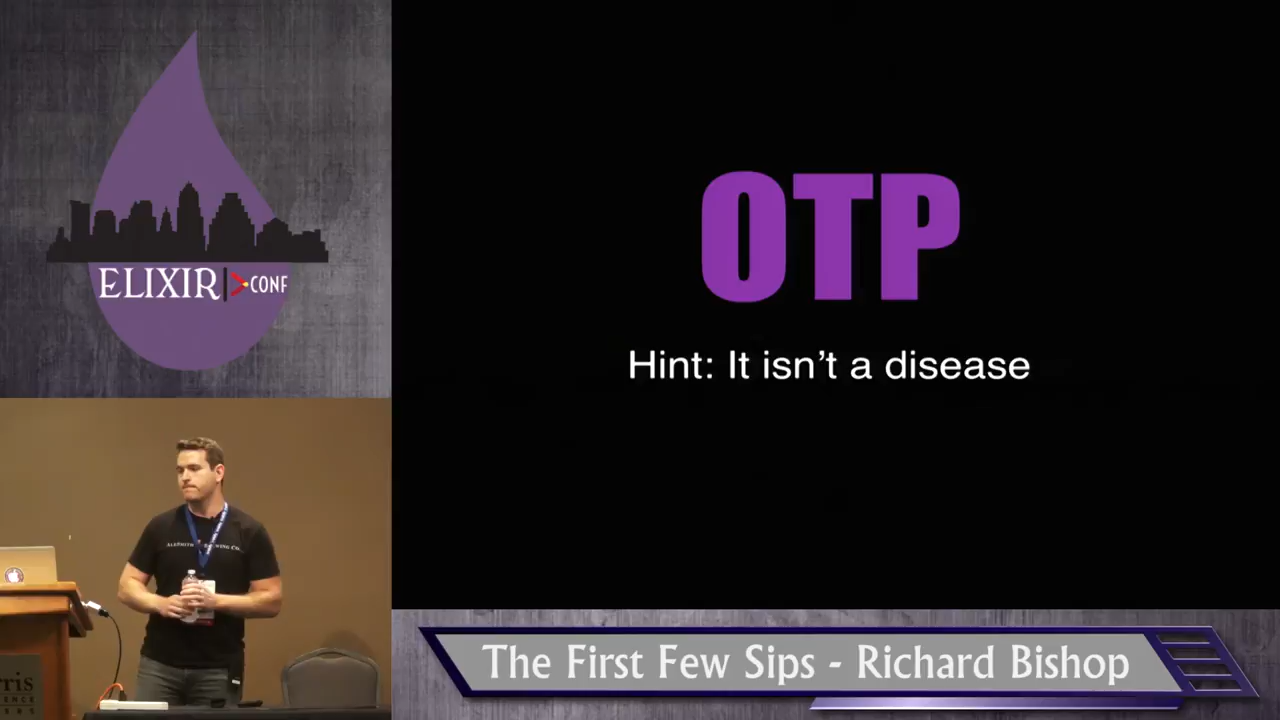 ELIXIR
CONF
OTP
Hint: It isn't a disease
The First Few Sips - Richard Bishop